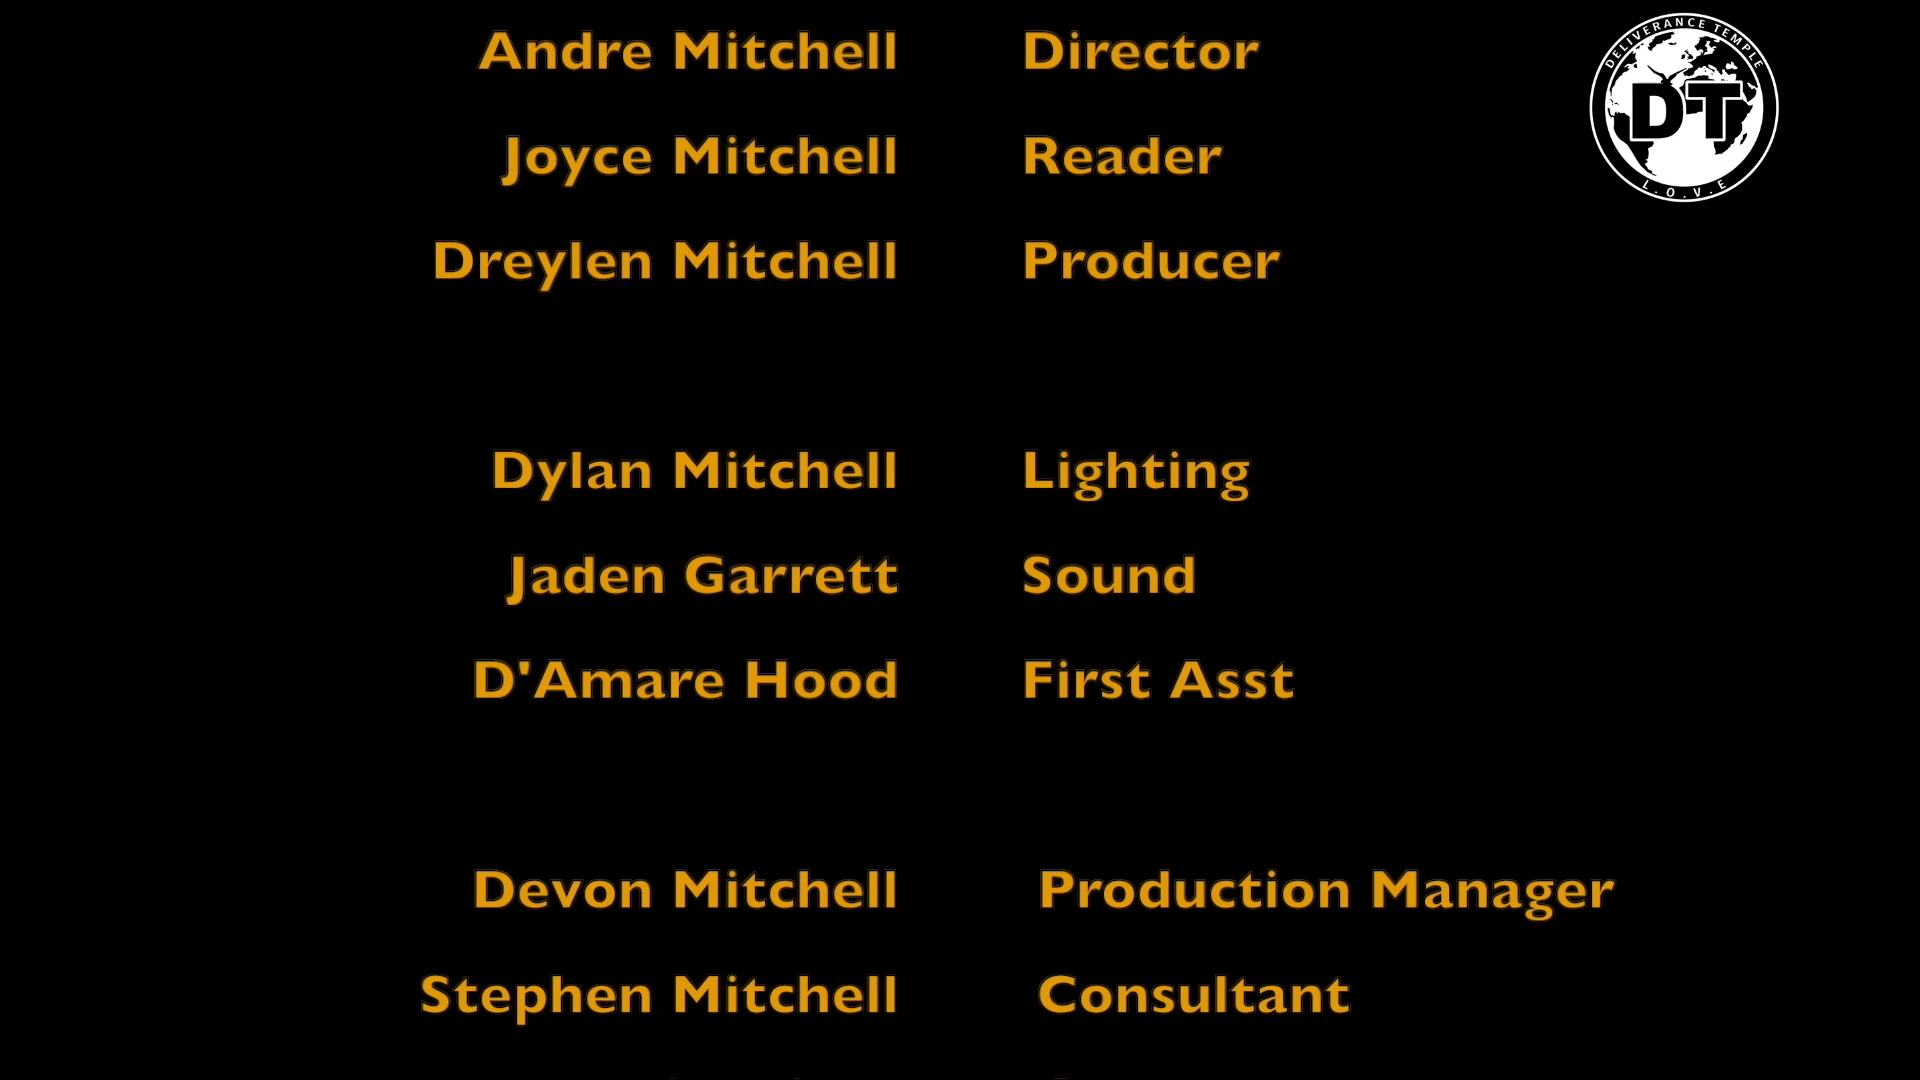 Andre Mitchell Director
Joyce Mitchell Reader
Dreylen Mitchell Producer
Dylan Mitchell Lighting
Jaden Garrett Sound
D'Amare Hood First Asst
Devon Mitchell Production Manager
Stephen Mitchell Consultant
DELIVERANCE TEMPLE
DT
L.O.V.E